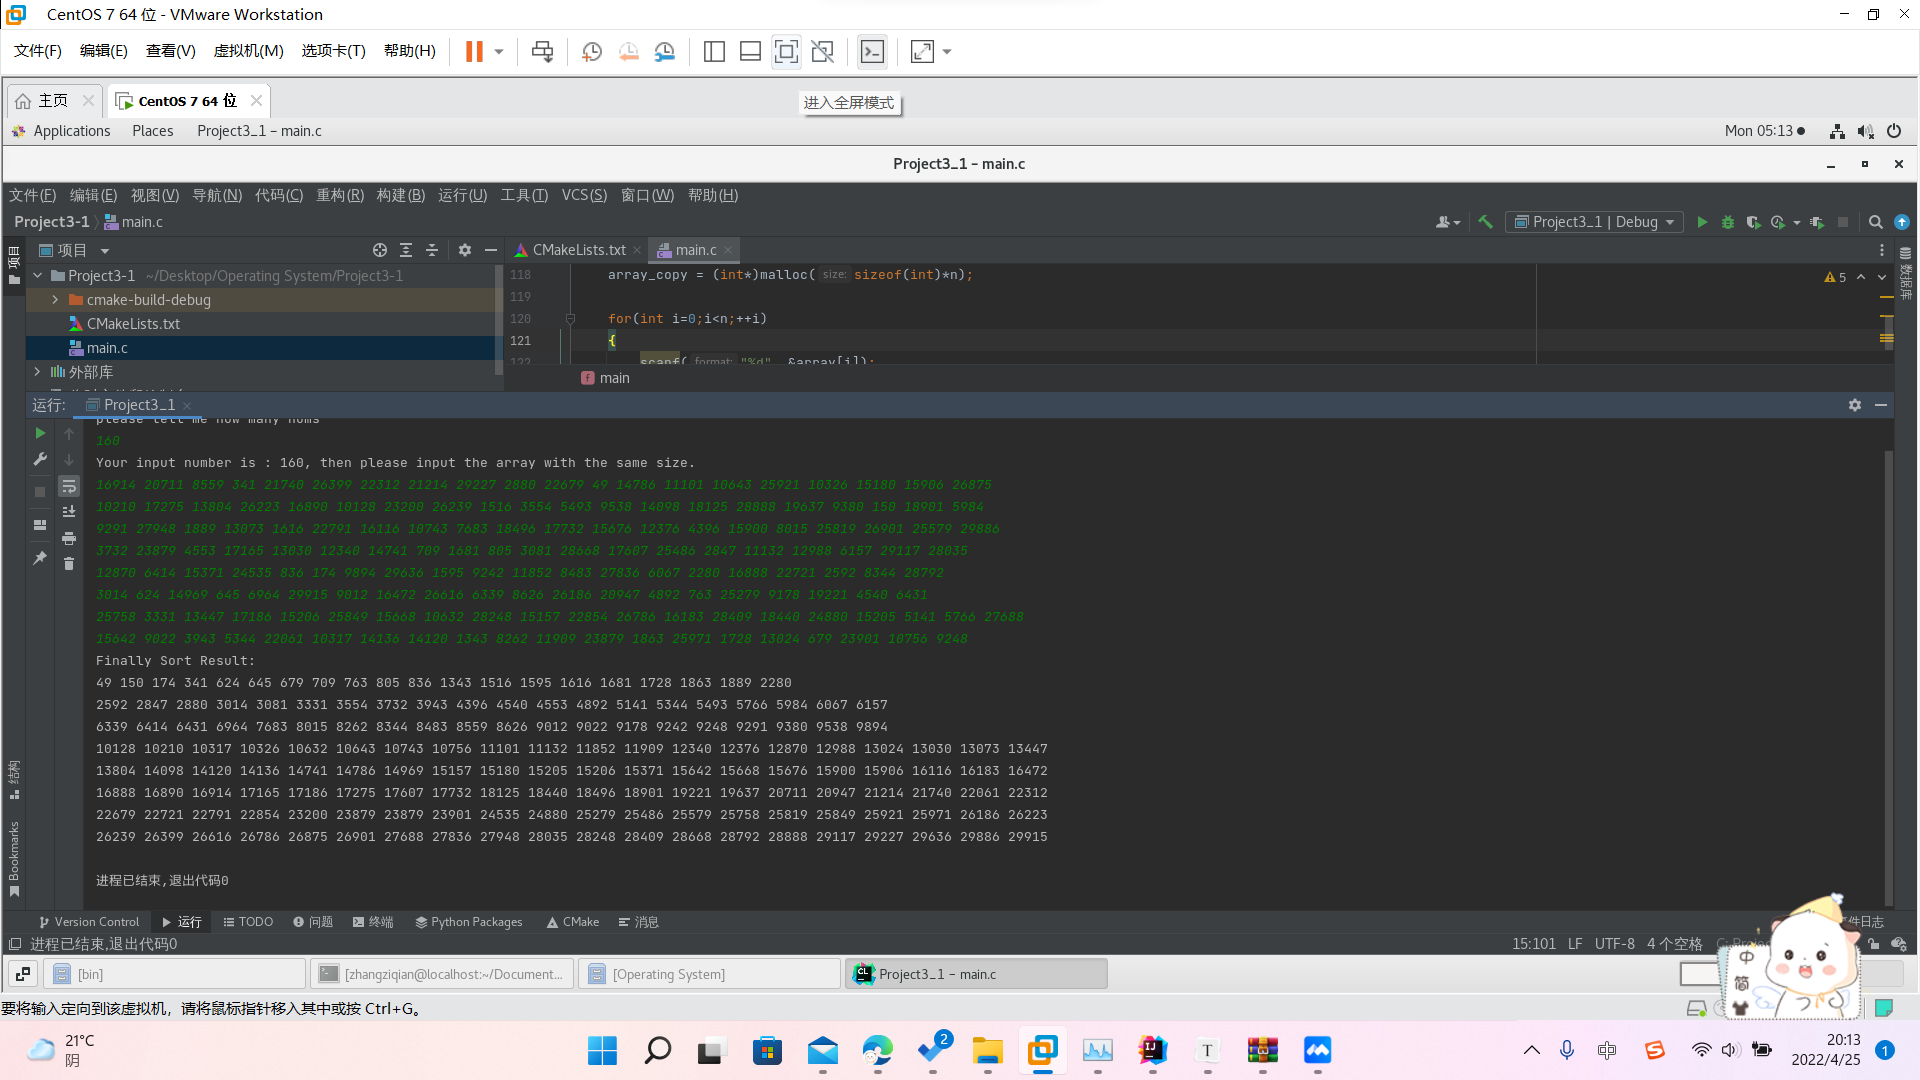 CentOS 7 64 位 - VMware Workstation
文件(F) 编辑(E) 查看(V) 虚拟机(M) 选项卡(T) 帮助(H)
主页 CentOS 7 64 位
进入全屏模式
Applications Places Project3_1 – main.c Mon 05:13
Project3_1 – main.c
文件(F) 编辑(E) 视图(V) 导航(N) 代码(C) 重构(R) 构建(B) 运行(U) 工具(T) VCS(S) 窗口(W) 帮助(H)
Project3-1 main.c Project3_1 | Debug
项目 项目 CMakeLists.txt main.c
数据库
Project3-1 ~/Desktop/Operating System/Project3-1
cmake-build-debug
CMakeLists.txt
main.c
外部库
118 array_copy = (int*)malloc( size: sizeof(int)*n);
119
120 for(int i=0;i<n;++i)
121 {
122 scanf( format: "%d", &array[i]);
5
main
运行: Project3_1
please tell me how many nums
160
Your input number is : 160, then please input the array with the same size.
16914 20711 8559 341 21740 26399 22312 21214 29227 2880 22679 49 14786 11101 10643 25921 10326 15180 15906 26875
10210 17275 13804 26223 16890 10128 23200 26239 1516 3554 5493 9538 14098 18125 28888 19637 9380 150 18901 5984
9291 27948 1889 13073 1616 22791 16116 10743 7683 18496 17732 15676 12376 4396 15900 8015 25819 26901 25579 29886
3732 23879 4553 17165 13030 12340 14741 709 1681 805 3081 28668 17607 25486 2847 11132 12988 6157 29117 28035
12870 6414 15371 24535 836 174 9894 29636 1595 9242 11852 8483 27836 6067 2280 16888 22721 2592 8344 28792
3014 624 14969 645 6964 29915 9012 16472 26616 6339 8626 26186 20947 4892 763 25279 9178 19221 4540 6431
25758 3331 13447 17186 15206 25849 15668 10632 28248 15157 22854 26786 16183 28409 18440 24880 15205 5141 5766 27688
15642 9022 3943 5344 22061 10317 14136 14120 1343 8262 11909 23879 1863 25971 1728 13024 679 23901 10756 9248
Finally Sort Result:
49 150 174 341 624 645 679 709 763 805 836 1343 1516 1595 1616 1681 1728 1863 1889 2280
2592 2847 2880 3014 3081 3331 3554 3732 3943 4396 4540 4553 4892 5141 5344 5493 5766 5984 6067 6157
6339 6414 6431 6964 7683 8015 8262 8344 8483 8559 8626 9012 9022 9178 9242 9248 9291 9380 9538 9894
10128 10210 10317 10326 10632 10643 10743 10756 11101 11132 11852 11909 12340 12376 12870 12988 13024 13030 13073 13447
13804 14098 14120 14136 14741 14786 14969 15157 15180 15205 15206 15371 15642 15668 15676 15900 15906 16116 16183 16472
16888 16890 16914 17165 17186 17275 17607 17732 18125 18440 18496 18901 19221 19637 20711 20947 21214 21740 22061 22312
22679 22721 22791 22854 23200 23879 23879 23901 24535 24880 25279 25486 25579 25758 25819 25849 25921 25971 26186 26223
26239 26399 26616 26786 26875 26901 27688 27836 27948 28035 28248 28409 28668 28792 28888 29117 29227 29636 29886 29915
进程已结束,退出代码0
结构
Bookmarks
Version Control 运行 TODO 问题 终端 Python Packages CMake 消息 件日志
进程已结束,退出代码0 15:101 LF UTF-8 4 个空格
[bin] [zhangziqian@localhost:~/Document... [Operating System] Project3_1 – main.c
中
简
要将输入定向到该虚拟机，请将鼠标指针移入其中或按 Ctrl+G。
21°C
阴
2
中
20:13
2022/4/25
1